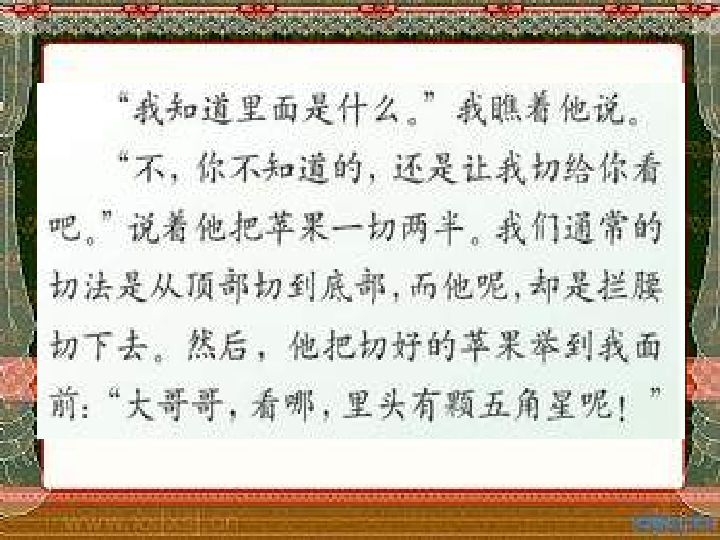 “我知道里面是什么。”我瞧着他说。
“不，你不知道的，还是让我切给你看
吧。”说着他把苹果一切两半。我们通常的
切法是从顶部切到底部，而他呢，却是拦腰
切下去。然后，他把切好的苹果举到我面
前：“大哥哥，看哪，里头有颗五角星呢！”